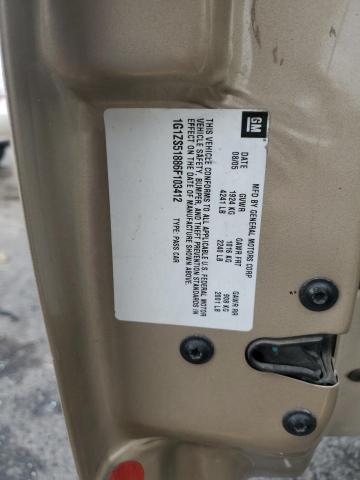 GM
MFD BY GENERAL MOTORS CORP
DATE GVWR GAWR FRT GAWR RR
08/05 1924 KG 1016 KG 908 KG
4241 LB 2240 LB 2001 LB
THIS VEHICLE CONFORMS TO ALL APPLICABLE U.S. FEDERAL MOTOR
VEHICLE SAFETY, BUMPER, AND THEFT PREVENTION STANDARDS IN
EFFECT ON THE DATE OF MANUFACTURE SHOWN ABOVE.
1G1ZS51886F103412 TYPE: PASS CAR